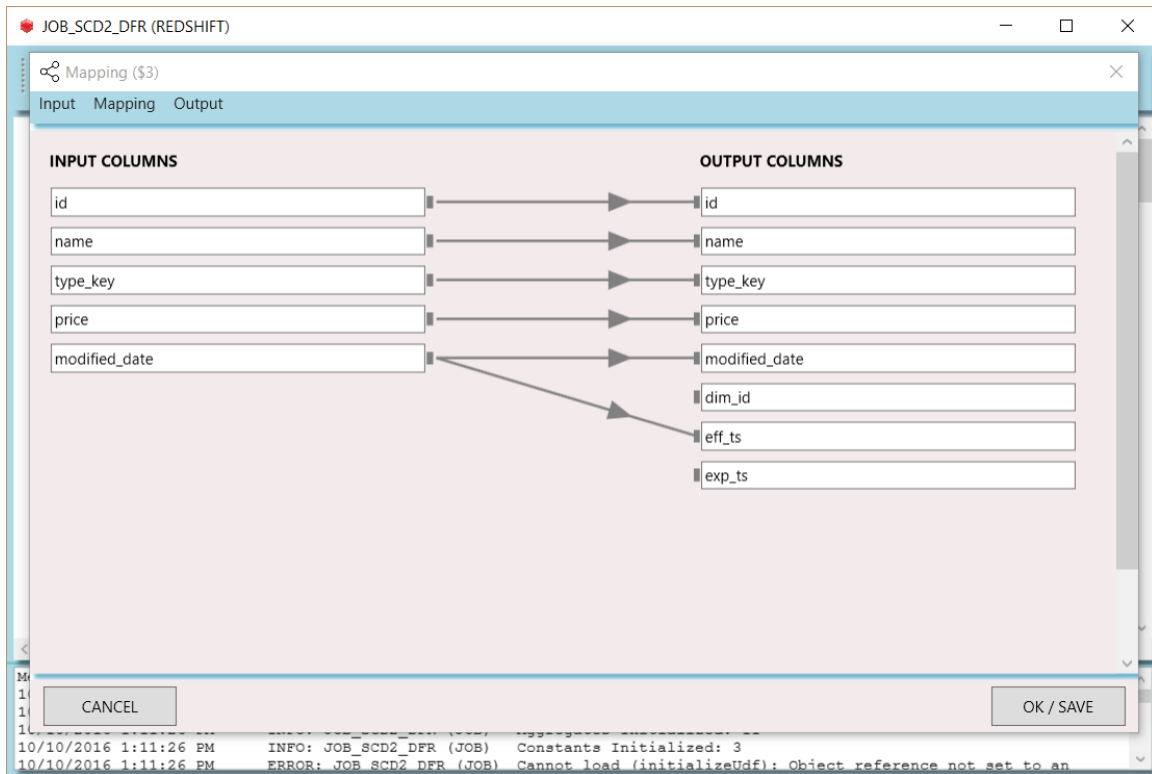 JOB_SCD2_DFR (REDSHIFT)
Mapping ($3)
Input Mapping Output
INPUT COLUMNS
OUTPUT COLUMNS
id
id
name
name
type_key
type_key
price
price
modified_date
modified_date
dim_id
eff_ts
exp_ts
CANCEL
OK / SAVE
10/10/2016 1:11:26 PM INFO: JOB_SCD2_DFR (JOB) Constants Initialized: 3
10/10/2016 1:11:26 PM ERROR: JOB_SCD2_DFR (JOB) Cannot load (initializeUdf): Object reference not set to an